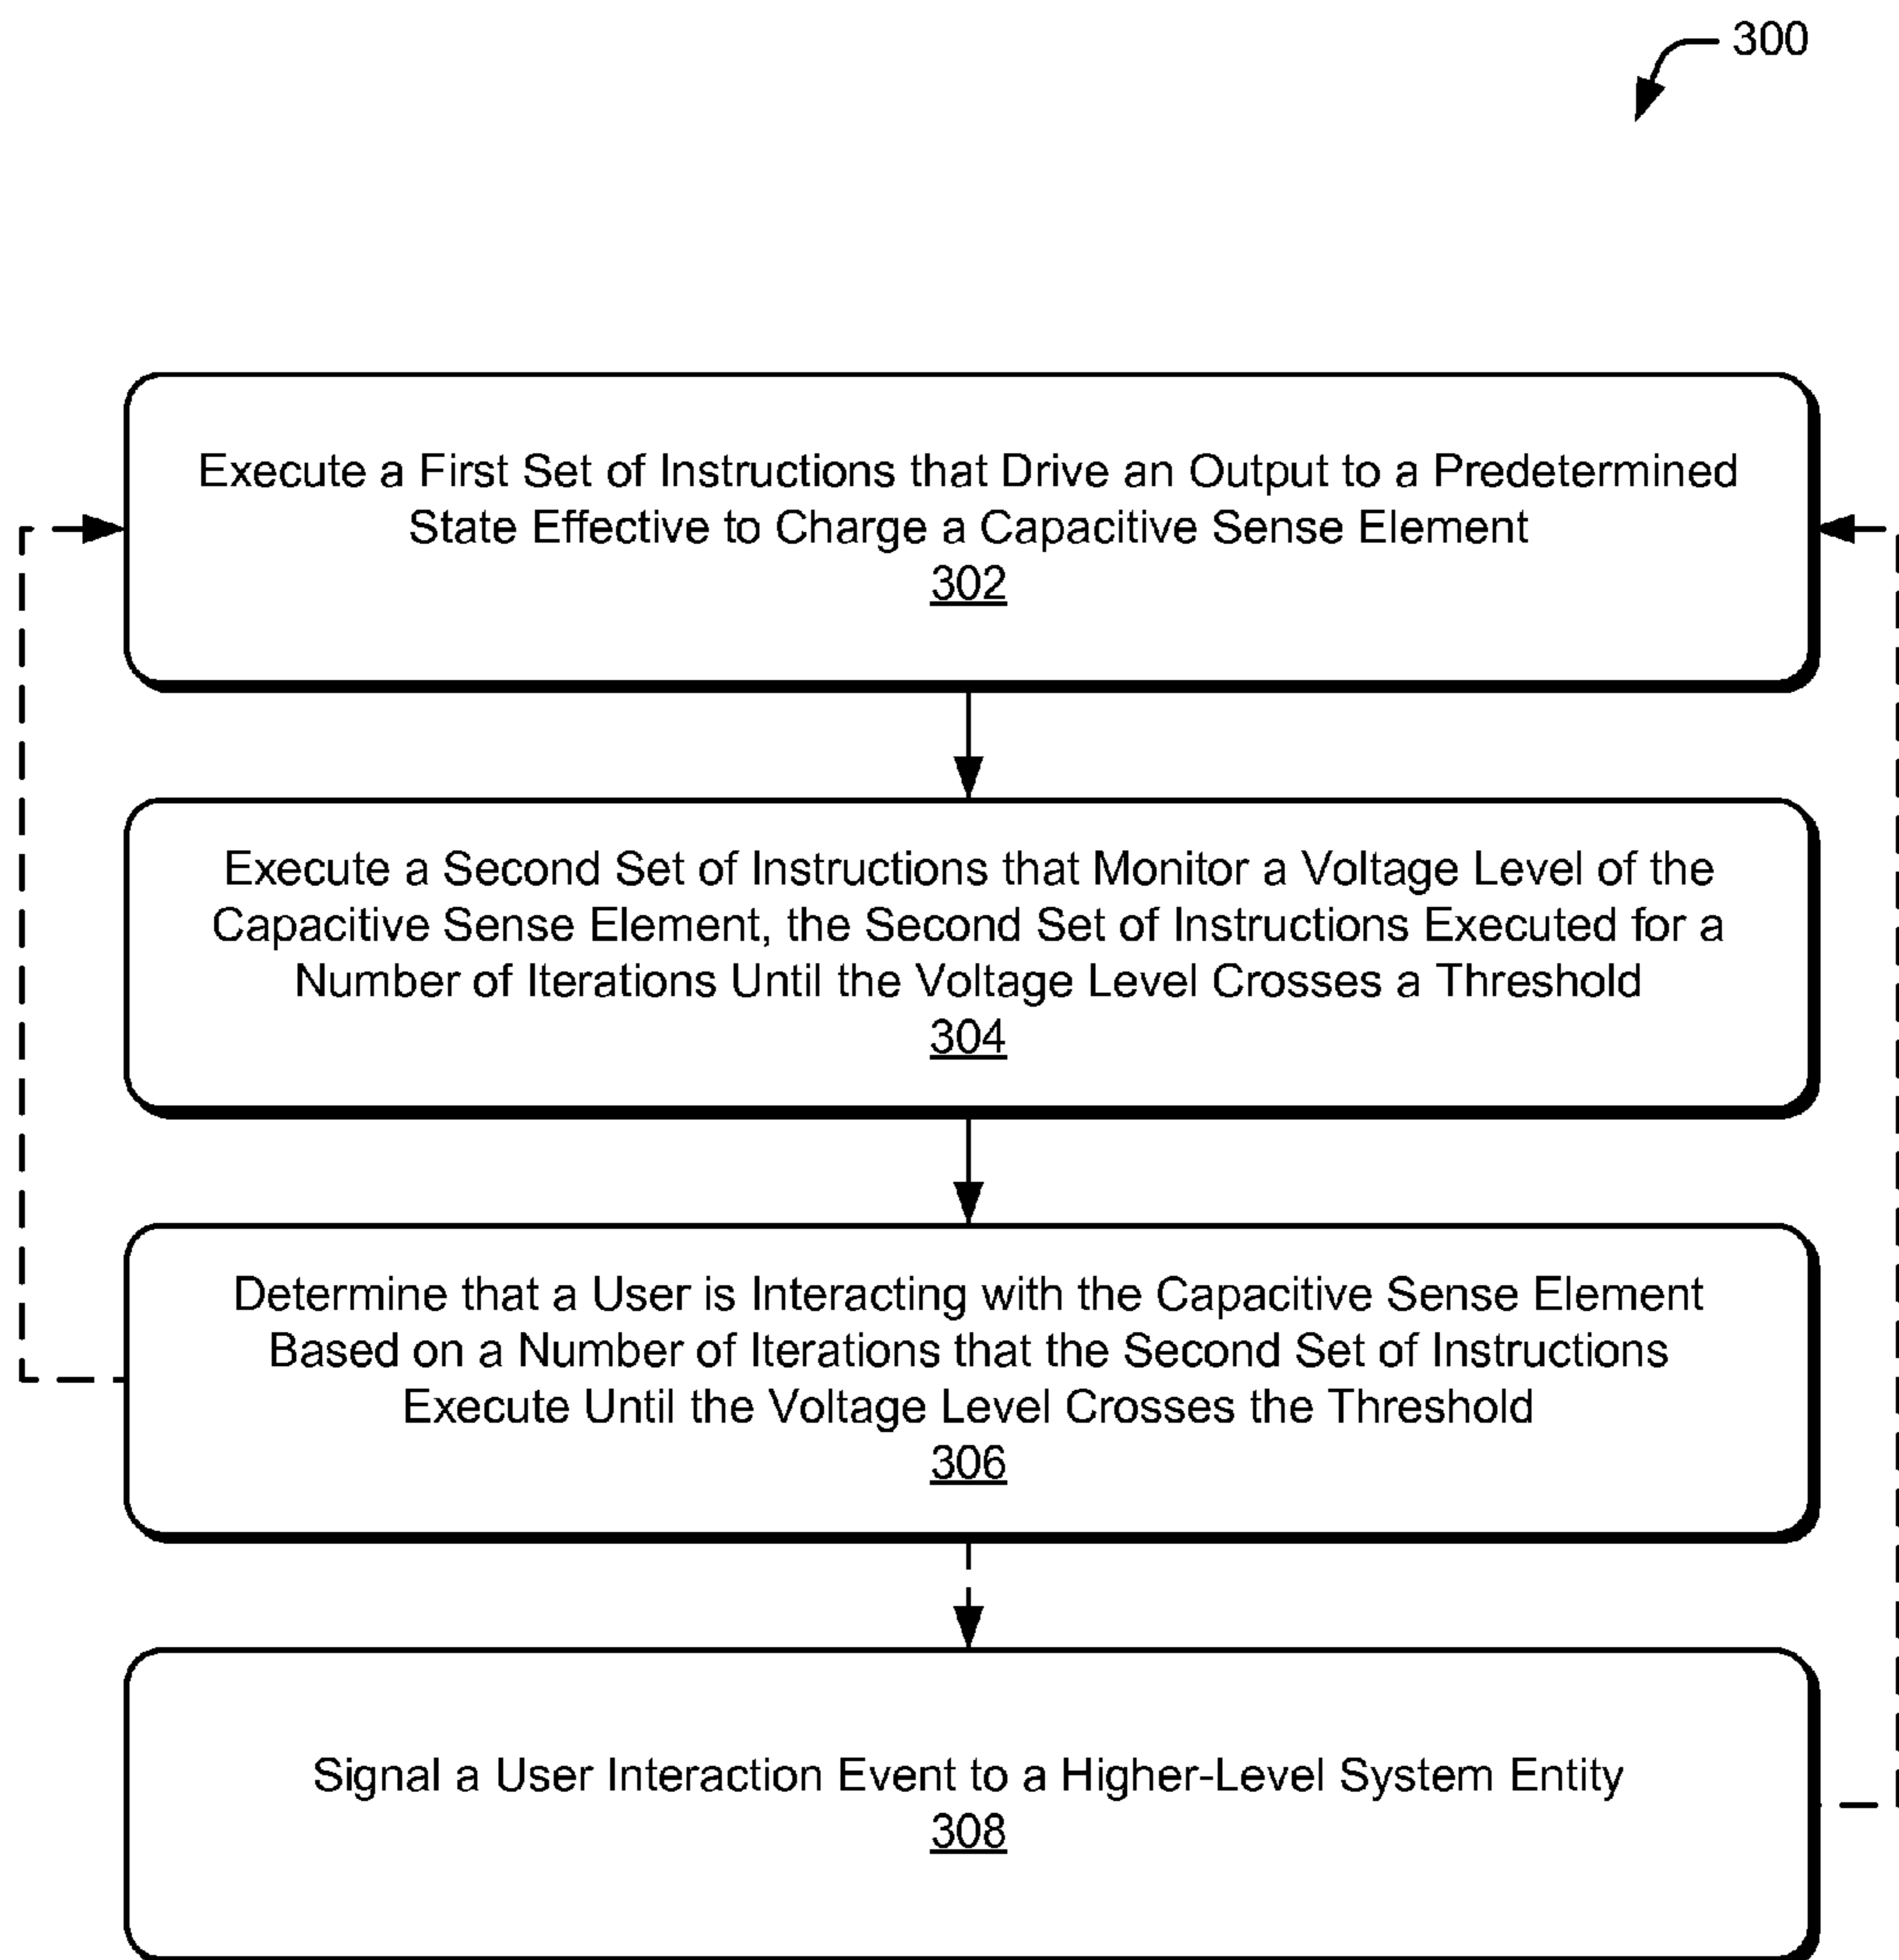 300
Execute a First Set of Instructions that Drive an Output to a Predetermined
State Effective to Charge a Capacitive Sense Element
302
Execute a Second Set of Instructions that Monitor a Voltage Level of the
Capacitive Sense Element, the Second Set of Instructions Executed for a
Number of Iterations Until the Voltage Level Crosses a Threshold
304
Determine that a User is Interacting with the Capacitive Sense Element
Based on a Number of Iterations that the Second Set of Instructions
Execute Until the Voltage Level Crosses the Threshold
306
Signal a User Interaction Event to a Higher-Level System Entity
308